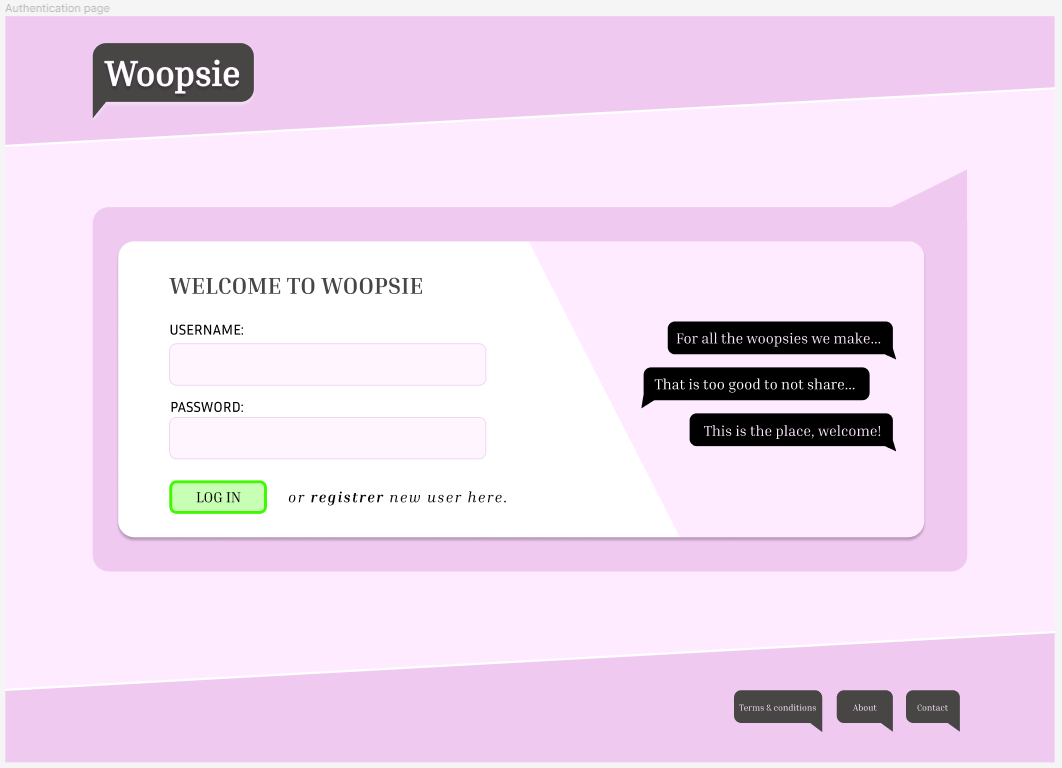 Authentication page
Woopsie
WELCOME TO WOOPSIE
USERNAME:
PASSWORD:
LOG IN
or registrer new user here.
For all the woopsies we make...
That is too good to not share...
This is the place, welcome!
Terms & conditions
About
Contact